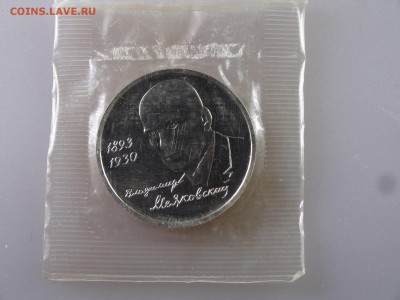 COINS.LAVE.RU
1893
1930
Владимир
Маяковский